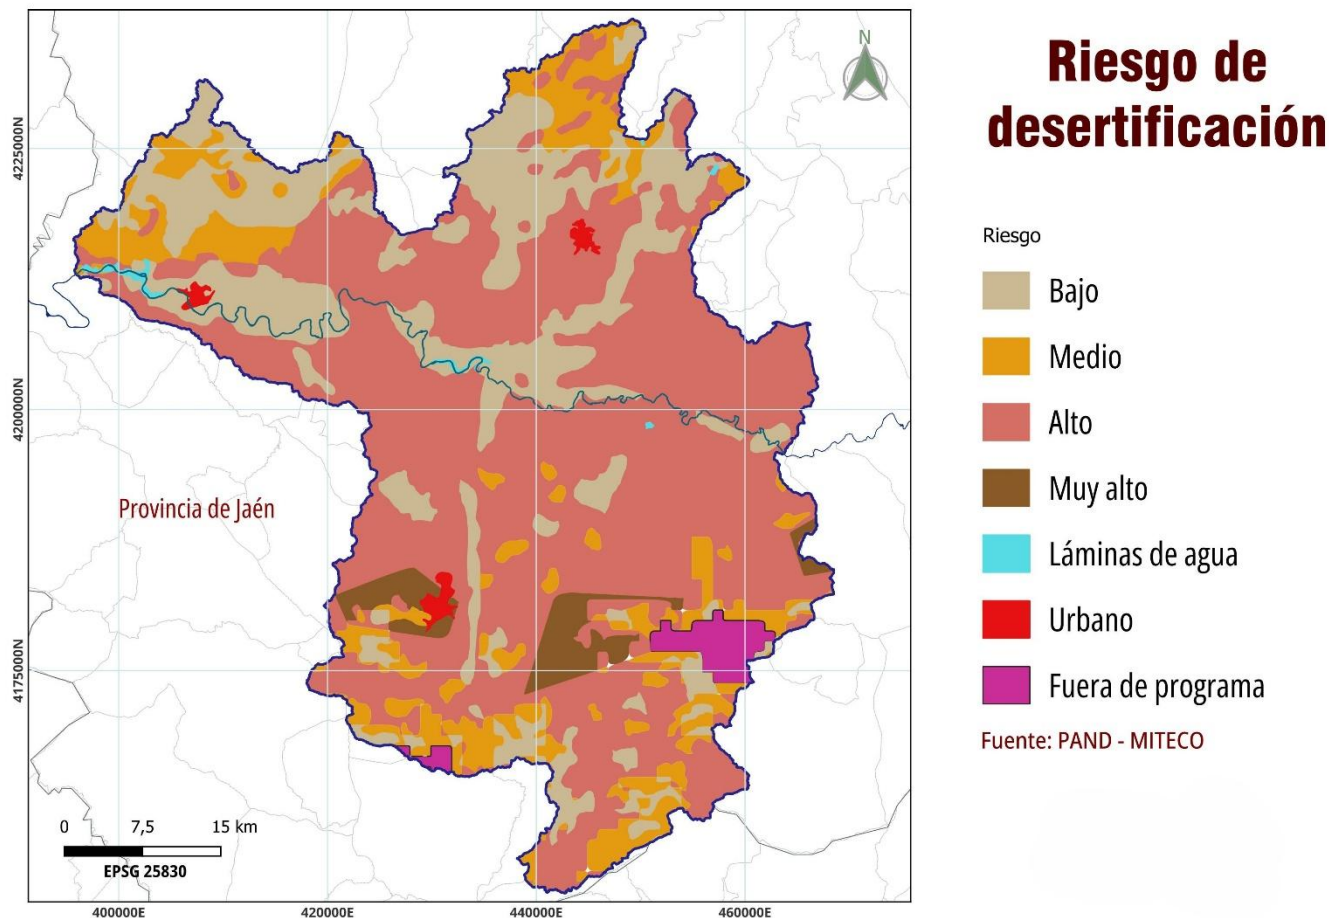 Riesgo de
desertificación
N
4225000N
4200000N
4175000N
Provincia de Jaén
0 7,5 15 km
EPSG 25830
400000E 420000E 440000E 460000E
Riesgo
Bajo
Medio
Alto
Muy alto
Láminas de agua
Urbano
Fuera de programa
Fuente: PAND - MITECO